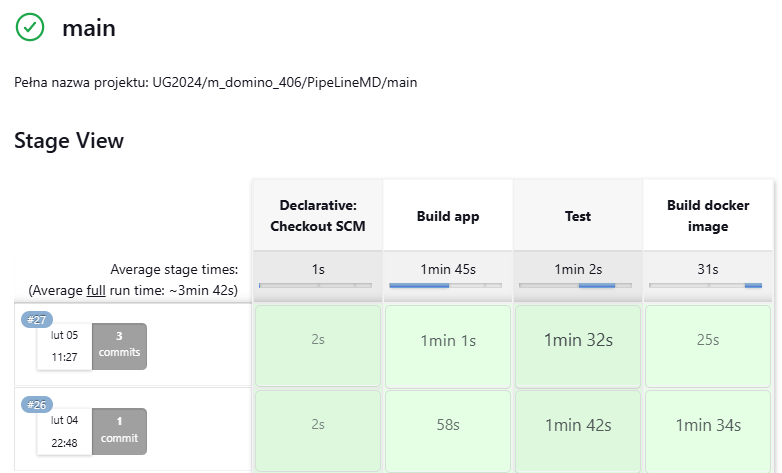 main
Pełna nazwa projektu: UG2024/m_domino_406/PipeLineMD/main
Stage View
Declarative:
Checkout SCM
Build app
Test
Build docker
image
Average stage times:
(Average full run time: ~3min 42s)
1s
1min 45s
1min 2s
31s
#27
lut 05
11:27
3
commits
2s
1min 1s
1min 32s
25s
#26
lut 04
22:48
1
commit
2s
58s
1min 42s
1min 34s